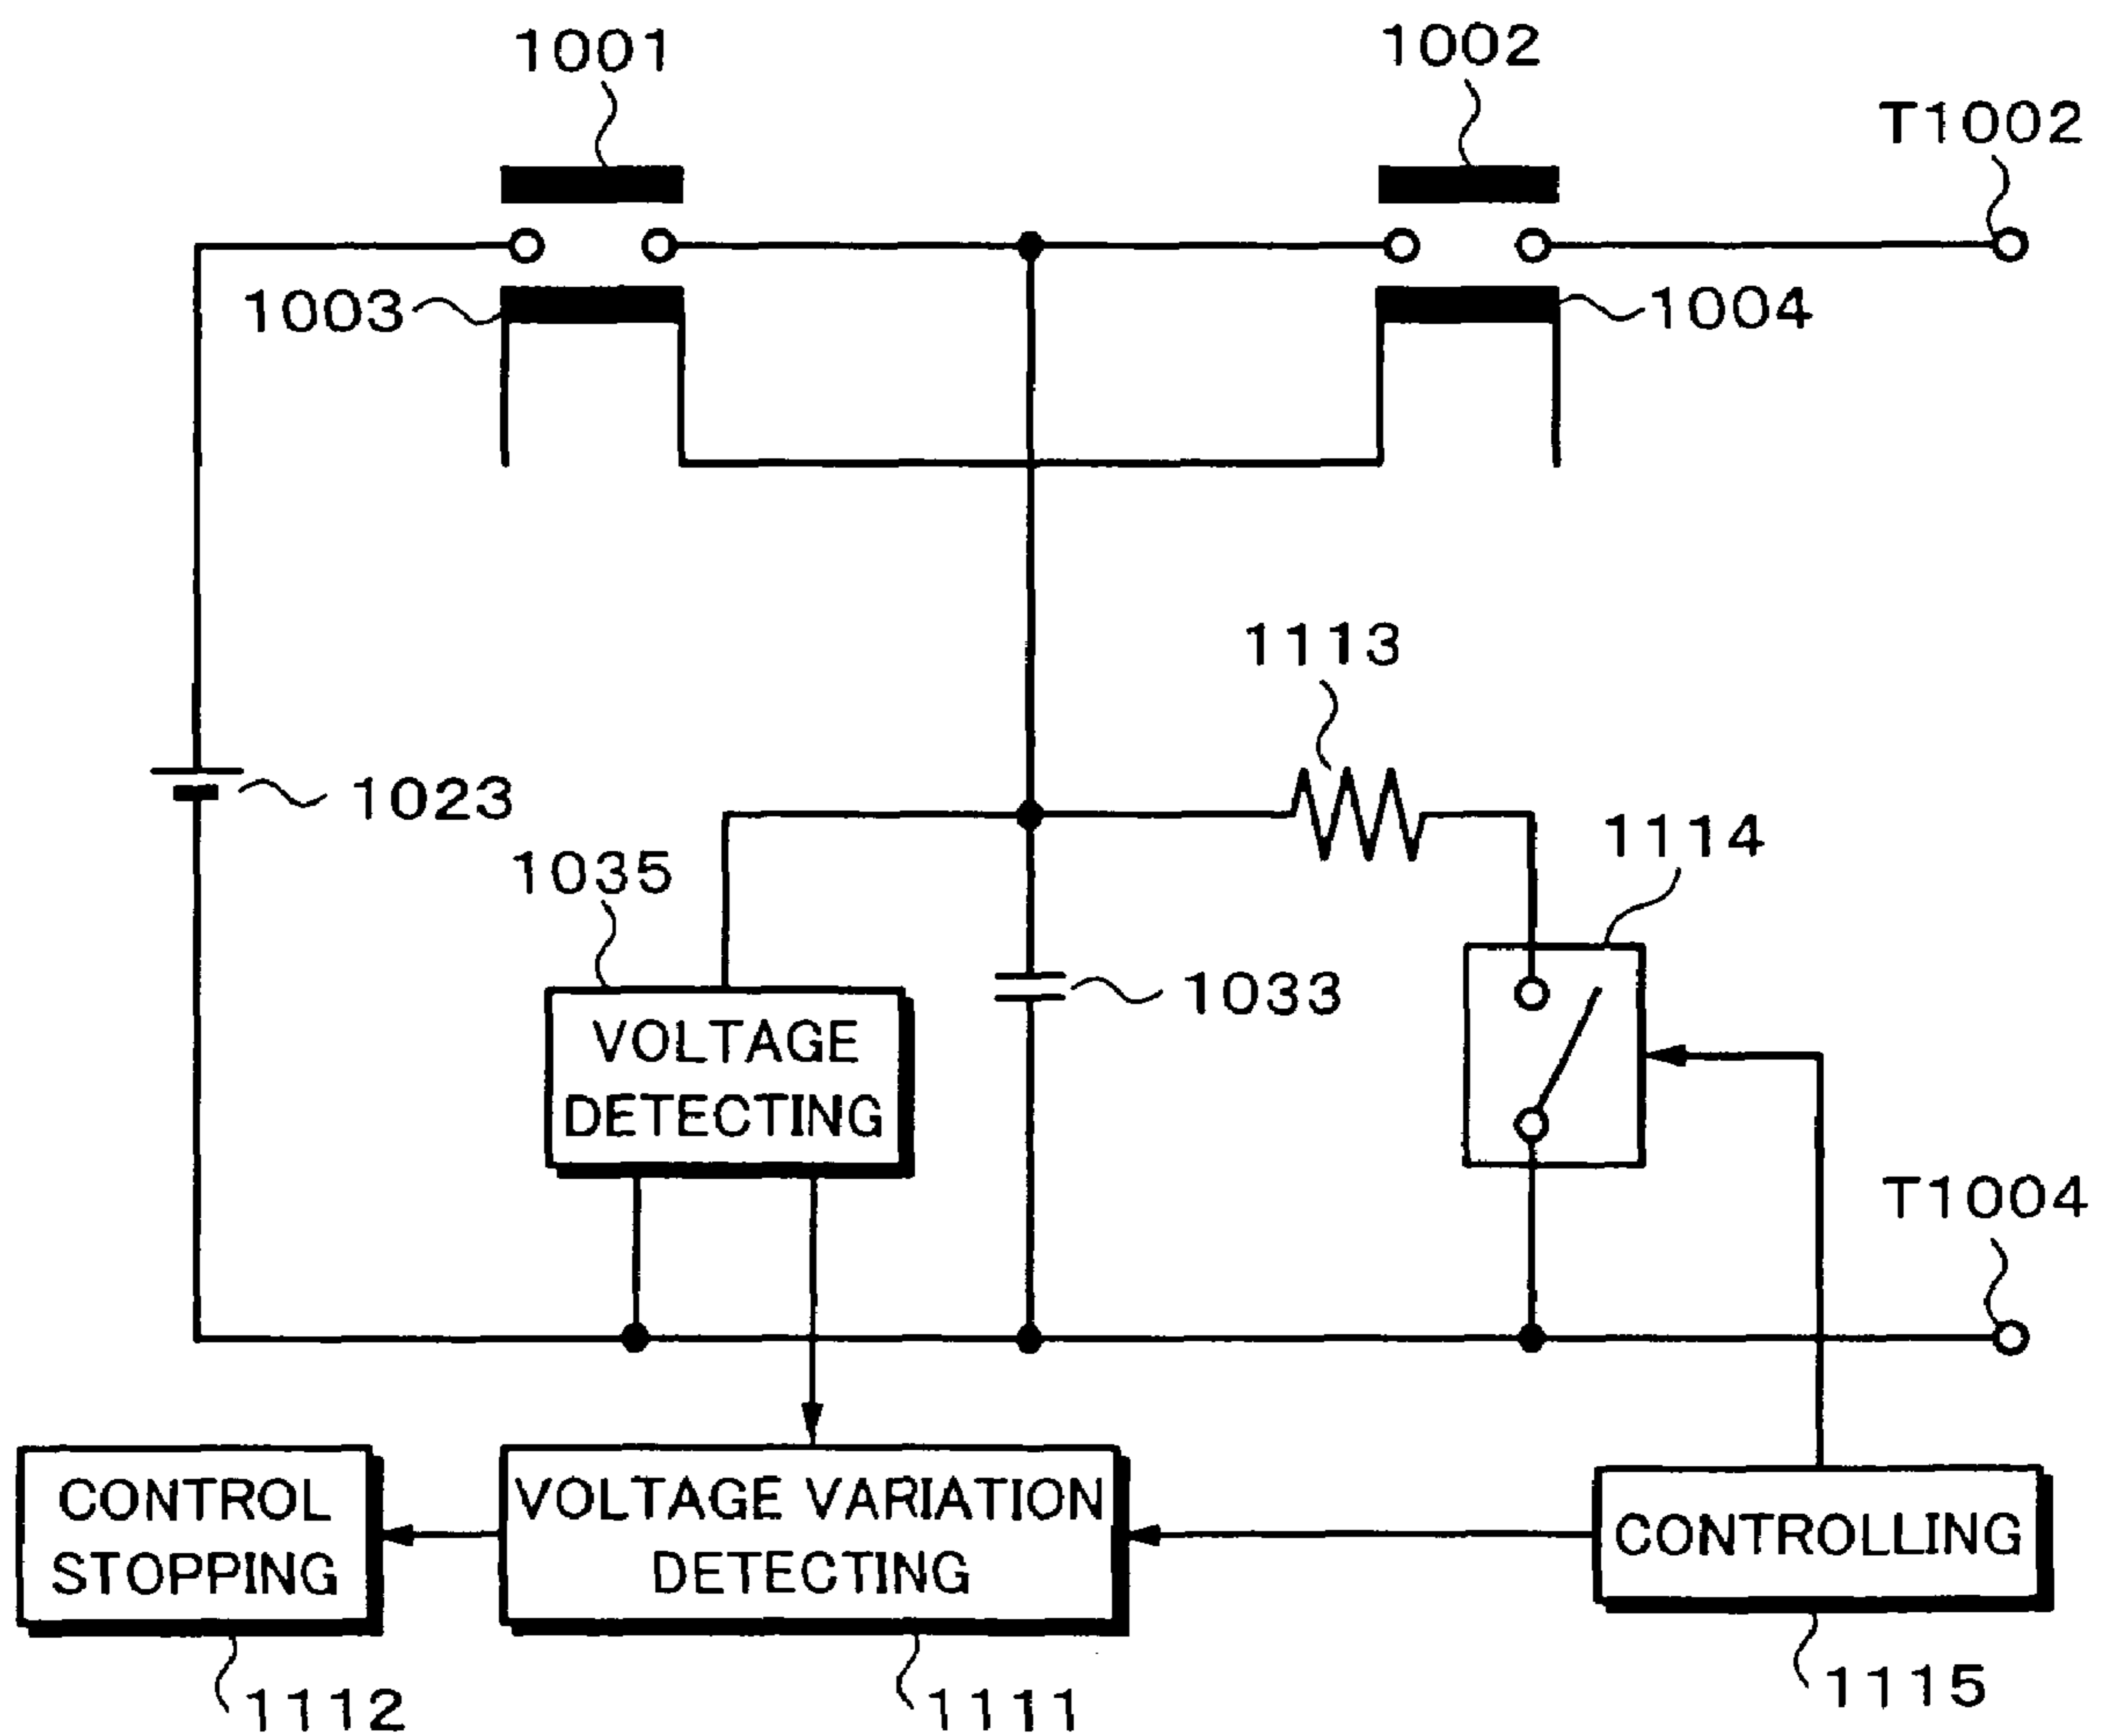 1001
1002
T1002
1003
1004
1113
1023
1114
1035
1033
VOLTAGE
DETECTING
T1004
CONTROL
STOPPING
VOLTAGE VARIATION
DETECTING
CONTROLLING
1112
1111
1115